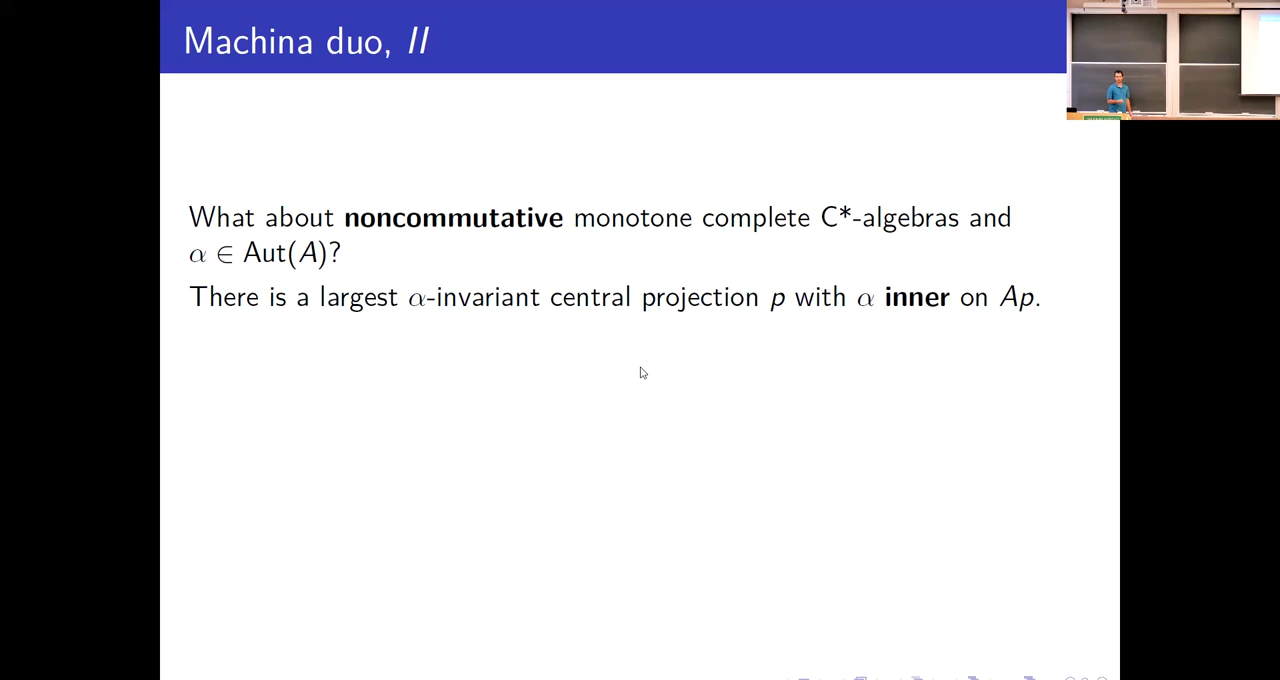 Machina duo, II
What about noncommutative monotone complete C*-algebras and
α ∈ Aut(A)?
There is a largest α-invariant central projection p with α inner on Ap.